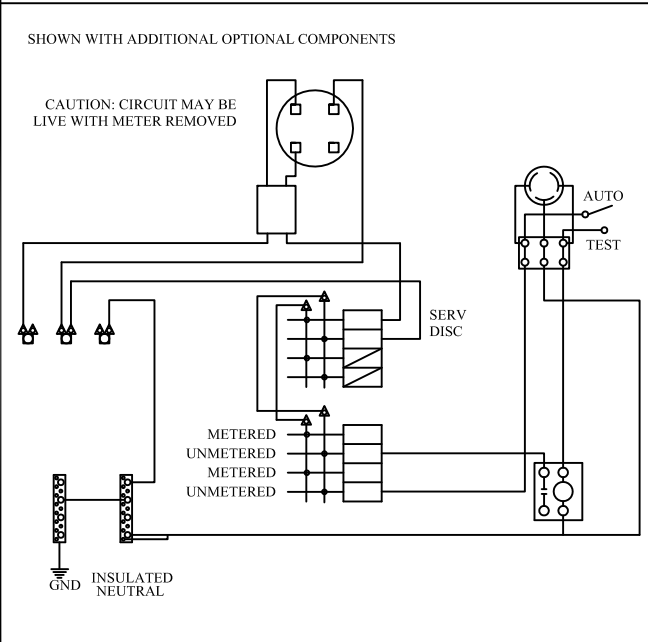 SHOWN WITH ADDITIONAL OPTIONAL COMPONENTS
CAUTION: CIRCUIT MAY BE
LIVE WITH METER REMOVED
AUTO
TEST
SERV
DISC
METERED
UNMETERED
METERED
UNMETERED
GND
INSULATED
NEUTRAL